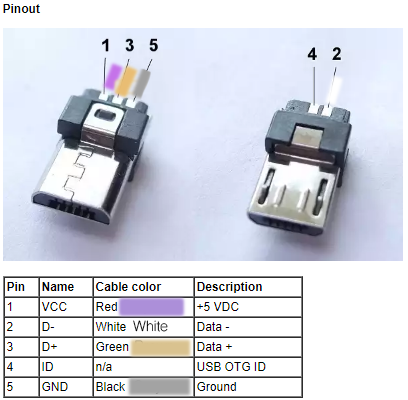 Pinout
1 3 5
4 2
Pin Name Cable color Description
1 VCC Red +5 VDC
2 D- White White Data -
3 D+ Green Data +
4 ID n/a USB OTG ID
5 GND Black Ground